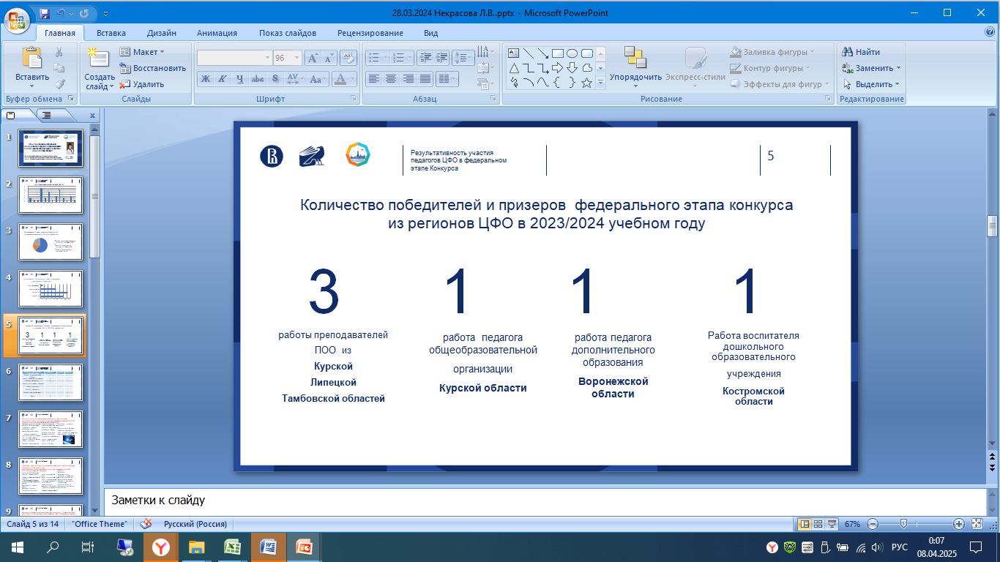 28.03.2024 Некрасова Л.В..pptx - Microsoft PowerPoint
Главная Вставка Дизайн Анимация Показ слайдов Рецензирование Вид
Вставить
Буфер обмена
Создать слайд
Макет
Восстановить
Удалить
Слайды
96
Ж К Ч abc S AV Aa A
Шрифт
Абзац
Упорядочить
Экспресс-стили
Заливка фигуры
Контур фигуры
Эффекты для фигур
Рисование
Найти
Заменить
Выделить
Редактирование
1
2
3
4
5
6
7
8
9
Результативность участия
педагогов ЦФО в федеральном
этапе Конкурса
5
Количество победителей и призеров федерального этапа конкурса
из регионов ЦФО в 2023/2024 учебном году
3
работы преподавателей
ПОО из
Курской
Липецкой
Тамбовской областей
1
работа педагога
общеобразовательной
организации
Курской области
1
работа педагога
дополнительного
образования
Воронежской
области
1
Работа воспитателя
дошкольного
образовательного
учреждения
Костромской
области
Заметки к слайду
Слайд 5 из 14 "Office Theme" Русский (Россия) 67%
РУС
0:07
08.04.2025